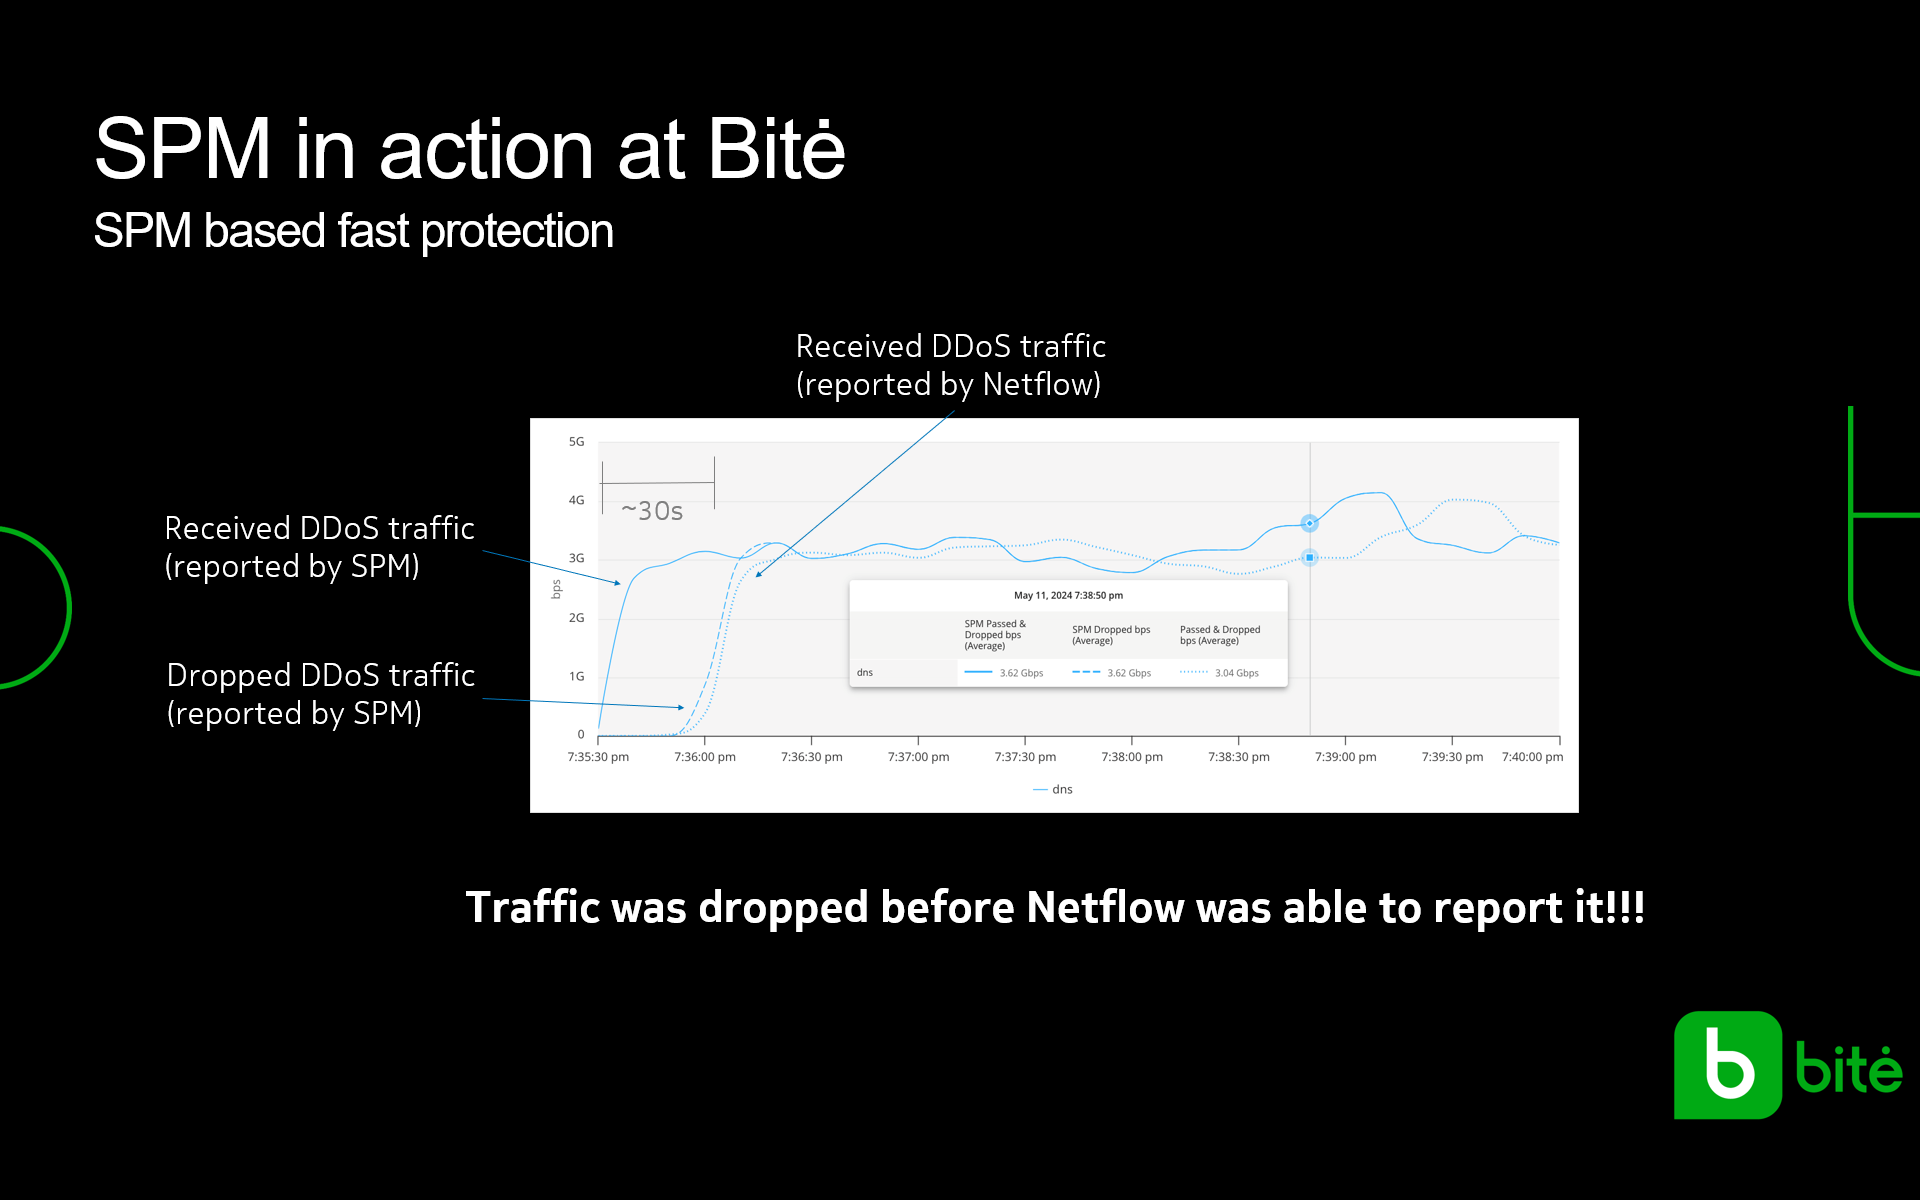 SPM in action at Bitė
SPM based fast protection
Received DDoS traffic
(reported by Netflow)
Received DDoS traffic
(reported by SPM)
Dropped DDoS traffic
(reported by SPM)
5G
4G
3G
2G
1G
0
bps
~30s
May 11, 2024 7:38:50 pm
SPM Passed &
Dropped bps
(Average)
SPM Dropped bps
(Average)
Passed & Dropped
bps (Average)
dns
3.62 Gbps
3.62 Gbps
3.04 Gbps
7:35:30 pm
7:36:00 pm
7:36:30 pm
7:37:00 pm
7:37:30 pm
7:38:00 pm
7:38:30 pm
7:39:00 pm
7:39:30 pm
7:40:00 pm
dns
Traffic was dropped before Netflow was able to report it!!!
b
bitė